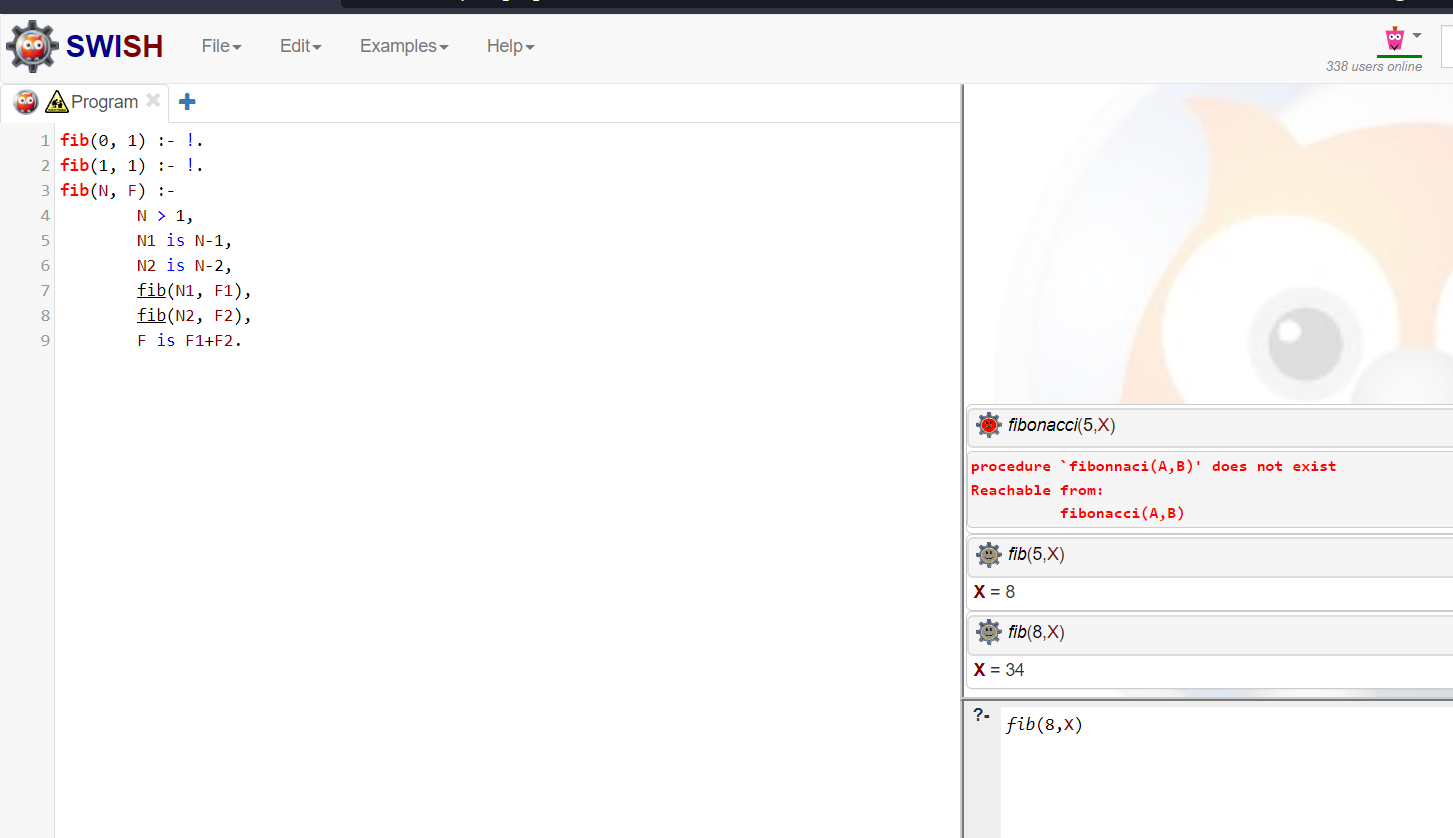 SWISH File Edit Examples Help
338 users online
Program
1 fib(0, 1) :- !.
2 fib(1, 1) :- !.
3 fib(N, F) :-
4 N > 1,
5 N1 is N-1,
6 N2 is N-2,
7 fib(N1, F1),
8 fib(N2, F2),
9 F is F1+F2.
fibonacci(5,X)
procedure `fibonnaci(A,B)' does not exist
Reachable from:
fibonacci(A,B)
fib(5,X)
X = 8
fib(8,X)
X = 34
?- fib(8,X)